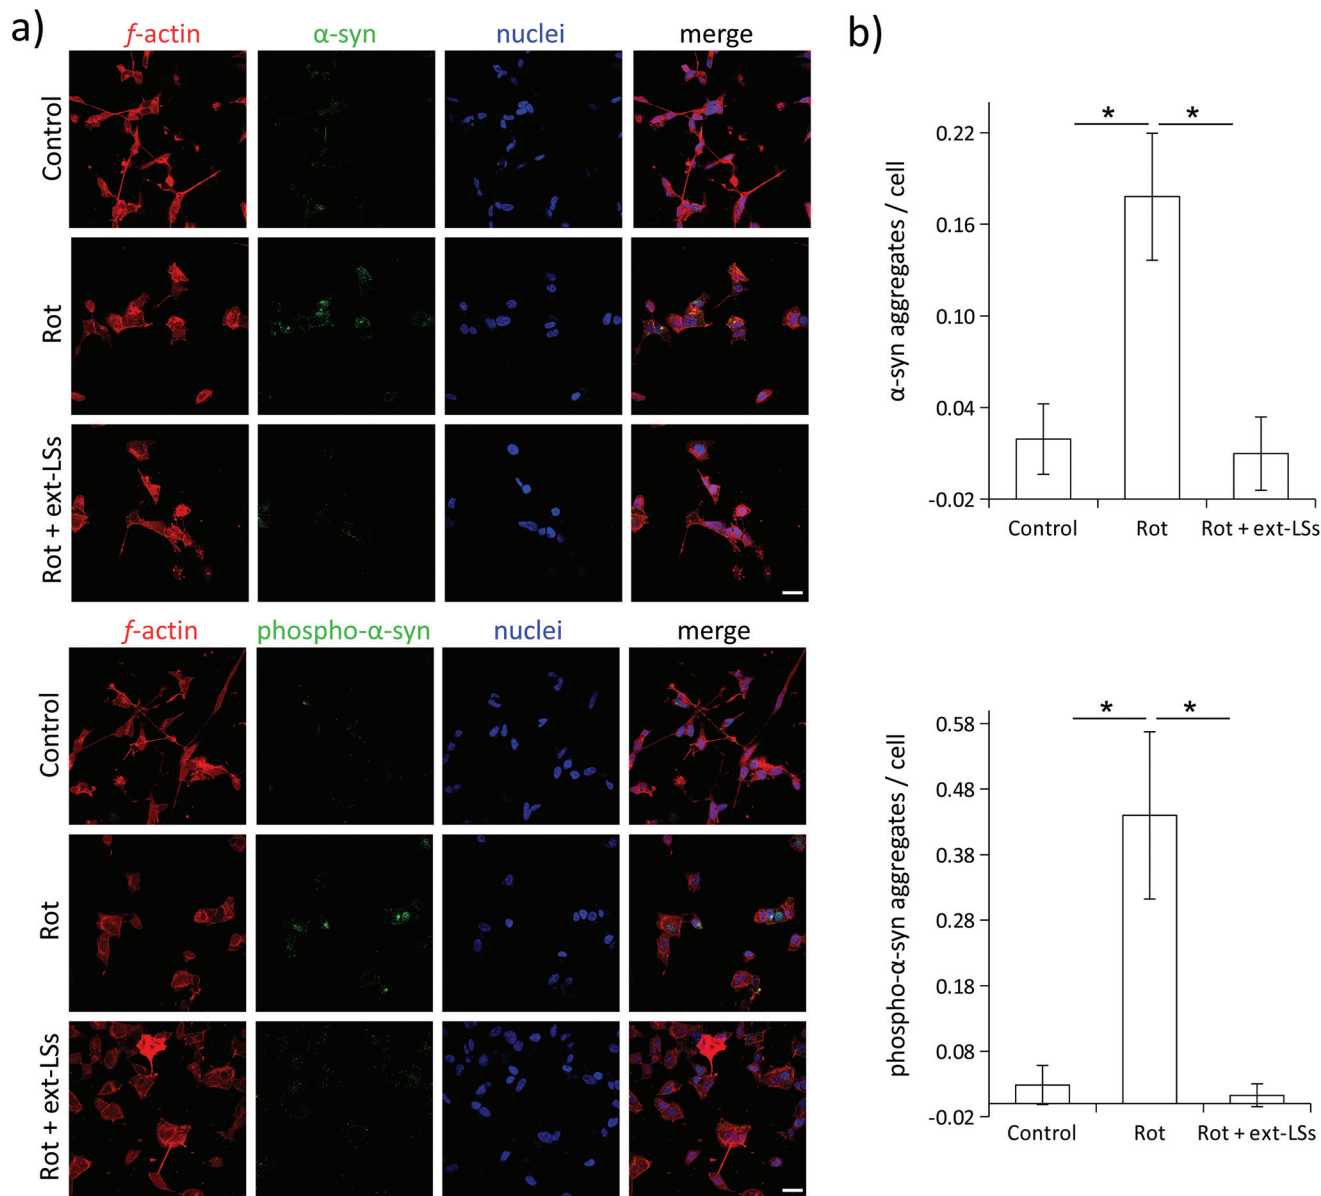 a)
f-actin α-syn nuclei merge
Control
Rot
Rot + ext-LSs
f-actin phospho-α-syn nuclei merge
Control
Rot
Rot + ext-LSs
b)
α-syn aggregates / cell
0.22
0.16
0.10
0.04
-0.02
* *
Control Rot Rot + ext-LSs
phospho-α-syn aggregates / cell
0.58
0.48
0.38
0.28
0.18
0.08
-0.02
* *
Control Rot Rot + ext-LSs